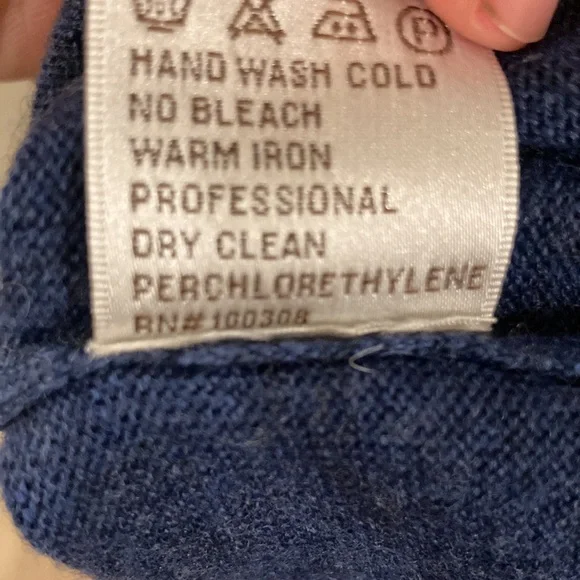 P
HAND WASH COLD
NO BLEACH
WARM IRON
PROFESSIONAL
DRY CLEAN
PERCHLORETHYLENE
RN# 100308